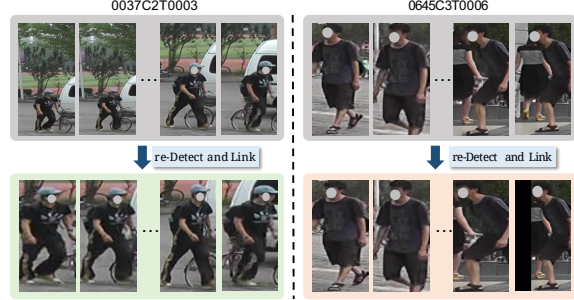 0037C2T0003
0645C3T0006
...
...
re-Detect and Link
re-Detect and Link
...
...